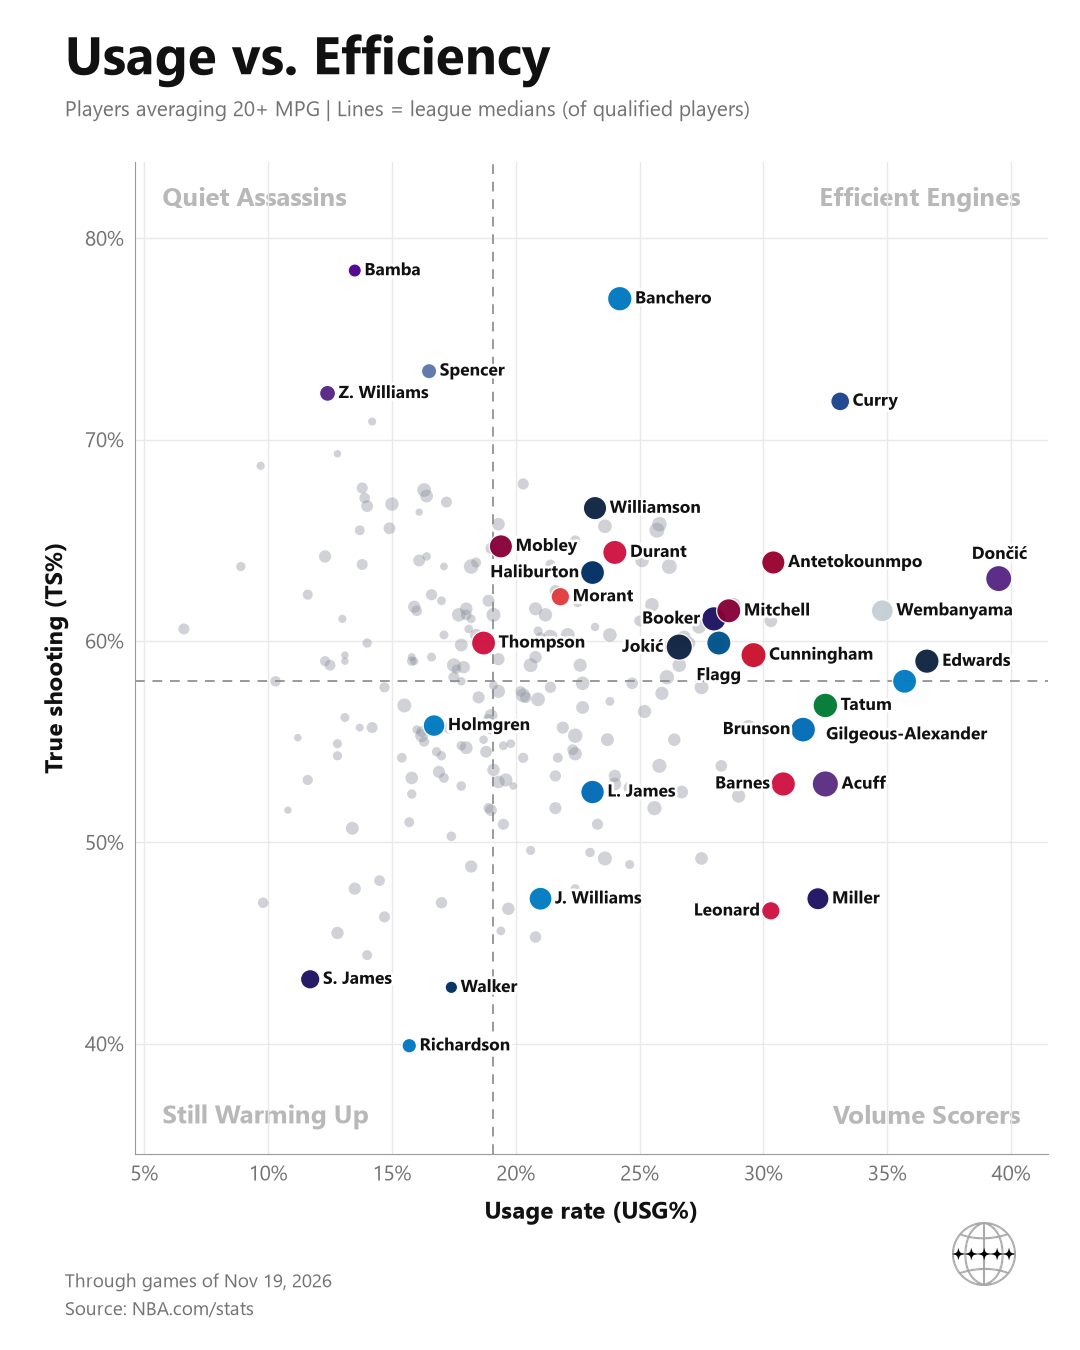 Usage vs. Efficiency
Players averaging 20+ MPG | Lines = league medians (of qualified players)
Quiet Assassins
Efficient Engines
80%
Bamba
Banchero
Spencer
Z. Williams
Curry
70%
Williamson
Mobley
Durant
Antetokounmpo
Dončić
Haliburton
Morant
Booker
Mitchell
Wembanyama
60%
Thompson
Jokić
Cunningham
Edwards
Flagg
Tatum
Holmgren
Brunson
Gilgeous-Alexander
L. James
Barnes
Acuff
50%
J. Williams
Leonard
Miller
S. James
Walker
40%
Richardson
Still Warming Up
Volume Scorers
True shooting (TS%)
5%
10%
15%
20%
25%
30%
35%
40%
Usage rate (USG%)
Through games of Nov 19, 2026
Source: NBA.com/stats